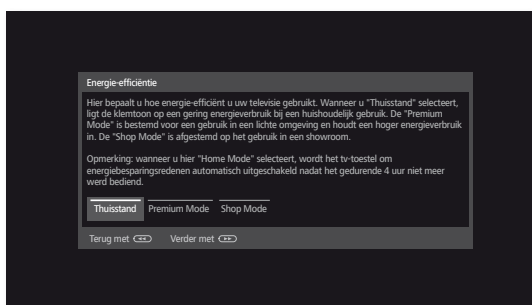 Energie-efficiëntie
Hier bepaalt u hoe energie-efficiënt u uw televisie gebruikt. Wanneer u "Thuisstand" selecteert,
ligt de klemtoon op een gering energieverbruik bij een huishoudelijk gebruik. De "Premium
Mode" is bestemd voor een gebruik in een lichte omgeving en houdt een hoger energieverbruik
in. De "Shop Mode" is afgestemd op het gebruik in een showroom.
Opmerking: wanneer u hier "Home Mode" selecteert, wordt het tv-toestel om
energiebesparingsredenen automatisch uitgeschakeld nadat het gedurende 4 uur niet meer
werd bediend.
Thuisstand Premium Mode Shop Mode
Terug met Verder met